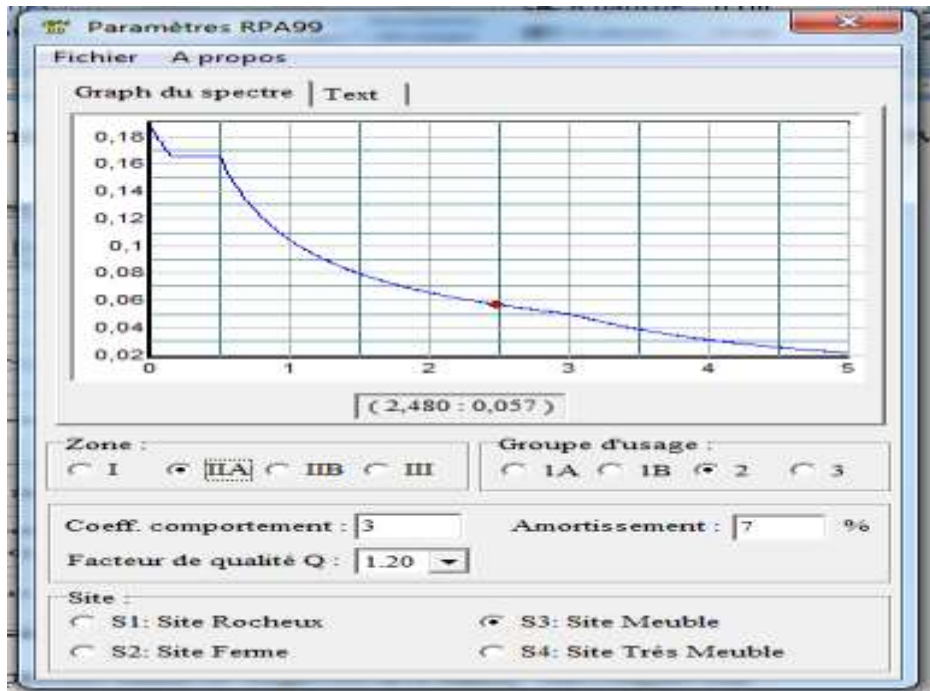 Paramètres RPA99
Fichier A propos
Graph du spectre Text
0,18
0,16
0,14
0,12
0,1
0,08
0,06
0,04
0,02
0 1 2 3 4 5
( 2,480 : 0,057 )
Zone : Groupe d'usage :
I IIA IIB III 1A 1B 2 3
Coeff. comportement : 3 Amortissement : 7 %
Facteur de qualité Q : 1.20
Site :
S1: Site Rocheux S3: Site Meuble
S2: Site Ferme S4: Site Trés Meuble